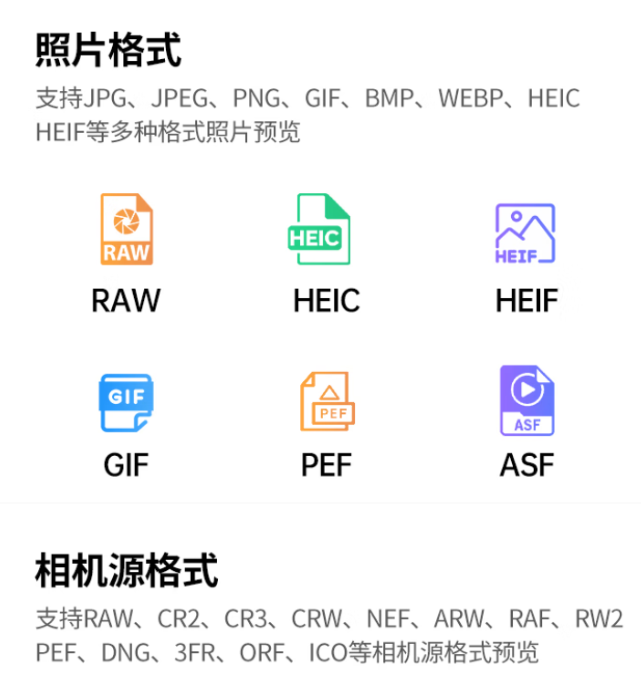 照片格式
支持JPG、JPEG、PNG、GIF、BMP、WEBP、HEIC
HEIF等多种格式照片预览
RAW
HEIC
HEIF
RAW
HEIC
HEIF
GIF
PEF
ASF
GIF
PEF
ASF
相机源格式
支持RAW、CR2、CR3、CRW、NEF、ARW、RAF、RW2
PEF、DNG、3FR、ORF、ICO等相机源格式预览